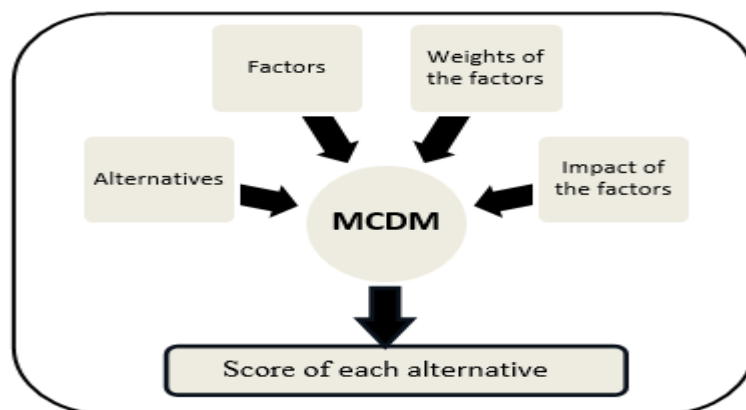 Factors
Weights of
the factors
Alternatives
Impact of
the factors
MCDM
Score of each alternative